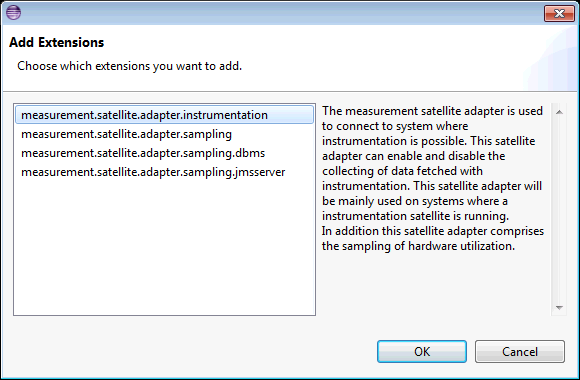 Add Extensions
Choose which extensions you want to add.
measurement.satellite.adapter.instrumentation
measurement.satellite.adapter.sampling
measurement.satellite.adapter.sampling.dbms
measurement.satellite.adapter.sampling.jmsserver
The measurement satellite adapter is used
to connect to system where
instrumentation is possible. This satellite
adapter can enable and disable the
collecting of data fetched with
instrumentation. This satellite adapter will
be mainly used on systems where a
instrumentation satellite is running.
In addition this satellite adapter comprises
the sampling of hardware utilization.
OK
Cancel